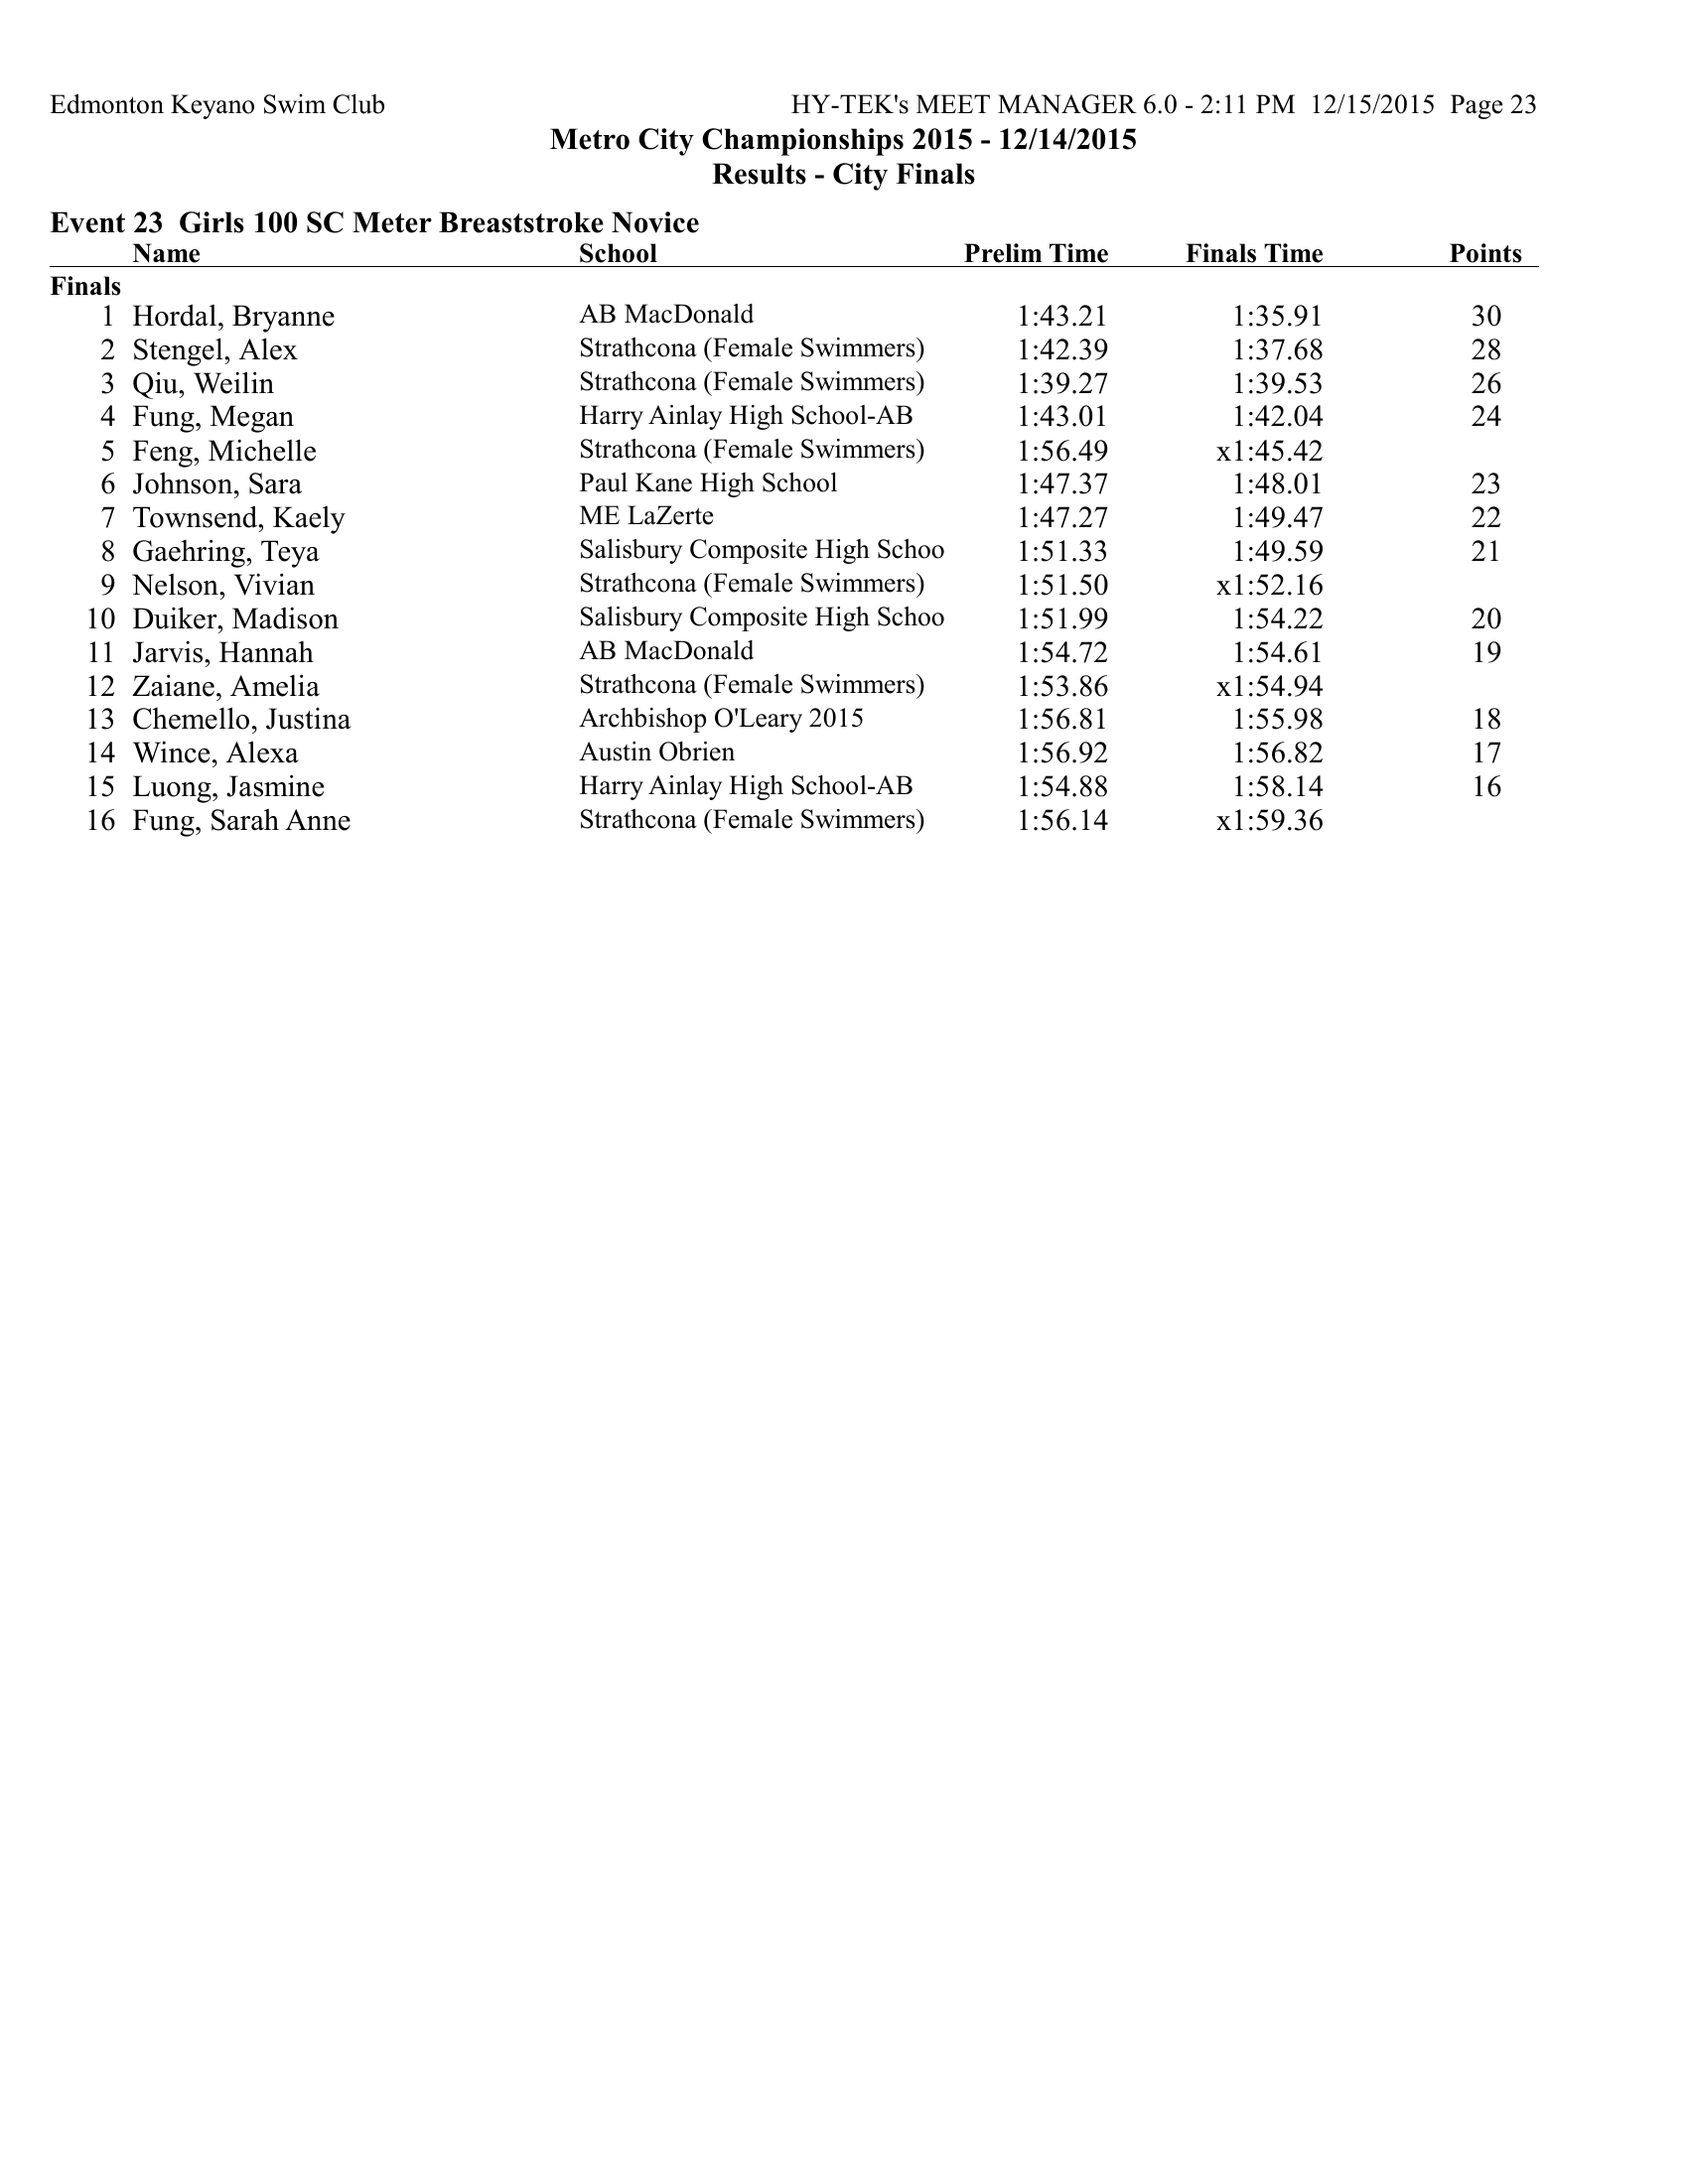 Edmonton Keyano Swim Club HY-TEK's MEET MANAGER 6.0 - 2:11 PM 12/15/2015 Page 23
Metro City Championships 2015 - 12/14/2015
Results - City Finals
Event 23 Girls 100 SC Meter Breaststroke Novice
Name School Prelim Time Finals Time Points
Finals
1 Hordal, Bryanne AB MacDonald 1:43.21 1:35.91 30
2 Stengel, Alex Strathcona (Female Swimmers) 1:42.39 1:37.68 28
3 Qiu, Weilin Strathcona (Female Swimmers) 1:39.27 1:39.53 26
4 Fung, Megan Harry Ainlay High School-AB 1:43.01 1:42.04 24
5 Feng, Michelle Strathcona (Female Swimmers) 1:56.49 x1:45.42
6 Johnson, Sara Paul Kane High School 1:47.37 1:48.01 23
7 Townsend, Kaely ME LaZerte 1:47.27 1:49.47 22
8 Gaehring, Teya Salisbury Composite High Schoo 1:51.33 1:49.59 21
9 Nelson, Vivian Strathcona (Female Swimmers) 1:51.50 x1:52.16
10 Duiker, Madison Salisbury Composite High Schoo 1:51.99 1:54.22 20
11 Jarvis, Hannah AB MacDonald 1:54.72 1:54.61 19
12 Zaiane, Amelia Strathcona (Female Swimmers) 1:53.86 x1:54.94
13 Chemello, Justina Archbishop O'Leary 2015 1:56.81 1:55.98 18
14 Wince, Alexa Austin Obrien 1:56.92 1:56.82 17
15 Luong, Jasmine Harry Ainlay High School-AB 1:54.88 1:58.14 16
16 Fung, Sarah Anne Strathcona (Female Swimmers) 1:56.14 x1:59.36